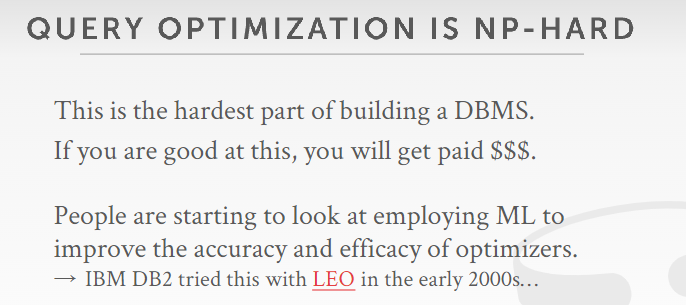 QUERY OPTIMIZATION IS NP-HARD
This is the hardest part of building a DBMS.
If you are good at this, you will get paid $$$.
People are starting to look at employing ML to
improve the accuracy and efficacy of optimizers.
→ IBM DB2 tried this with LEO in the early 2000s…